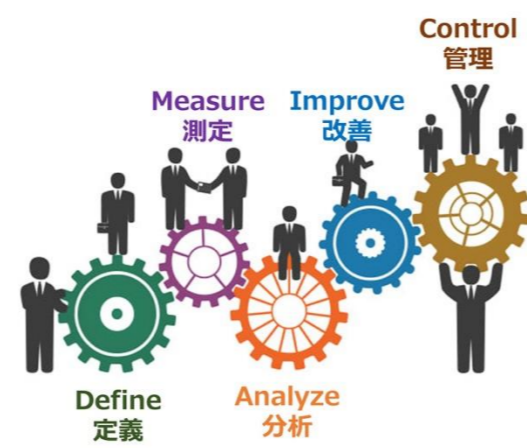 Define
定義
Measure
測定
Analyze
分析
Improve
改善
Control
管理